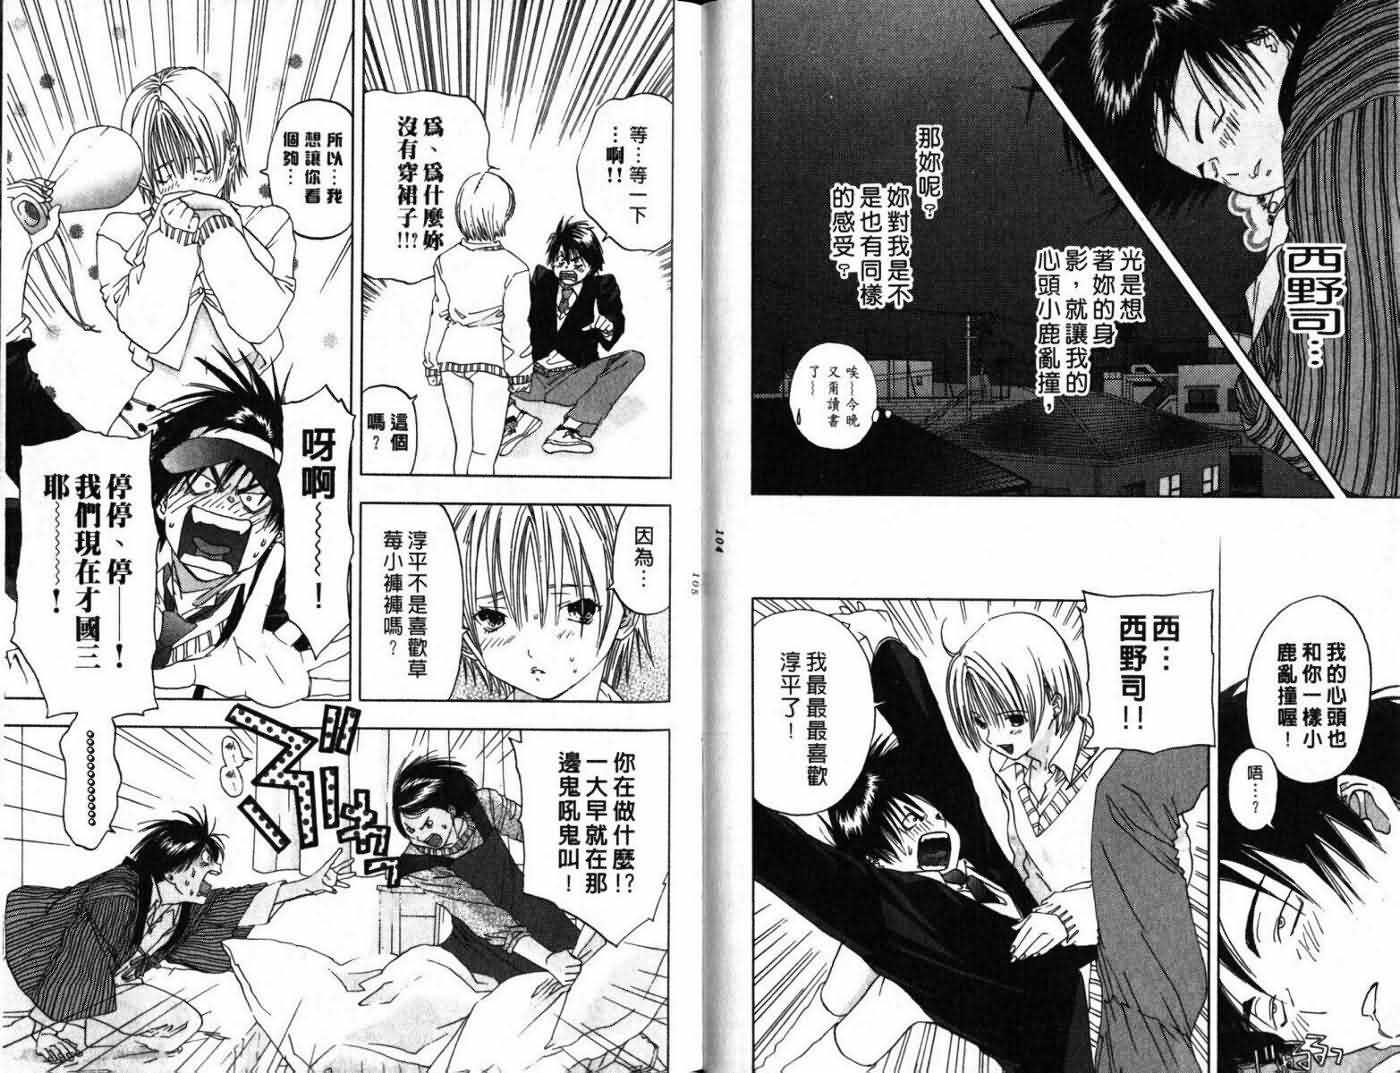 西野司…
光是想
著妳的身
影，就讓我的
心頭小鹿亂撞，
那妳呢？
妳對我是不
是也有同樣
的感受？
唉～今晚
又甭讀書
了～
我的心頭也
和你一樣小
鹿亂撞喔！
唔…？
西…
西野司!!
我最最最喜歡
淳平了！
104
105
等…等一下
…啊!!
為、為什麼妳
沒有穿裙子!!?
這個
嗎？
所以…我
想讓你看
個夠…
呀啊
～～～！
停停、停——！
我們現在才國三
耶～～～～！
…………
因為…
淳平不是喜歡草
莓小褲褲嗎？
你在做什麼!?
一大早就在那
邊鬼吼鬼叫！